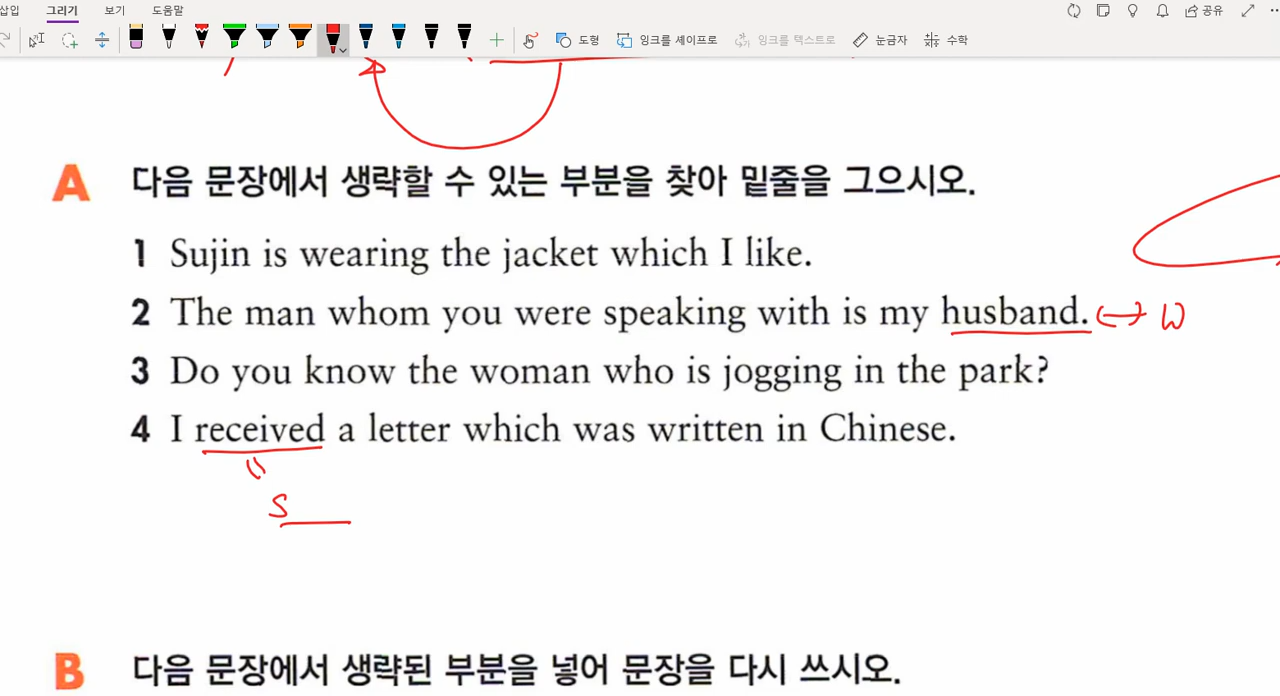 삽입 그리기 보기 도움말 공유
도형 잉크를 셰이프로 잉크를 텍스트로 눈금자 수학
A 다음 문장에서 생략할 수 있는 부분을 찾아 밑줄을 그으시오.
1 Sujin is wearing the jacket which I like.
2 The man whom you were speaking with is my husband. ↔ W
3 Do you know the woman who is jogging in the park?
4 I received a letter which was written in Chinese.
S
B 다음 문장에서 생략된 부분을 넣어 문장을 다시 쓰시오.